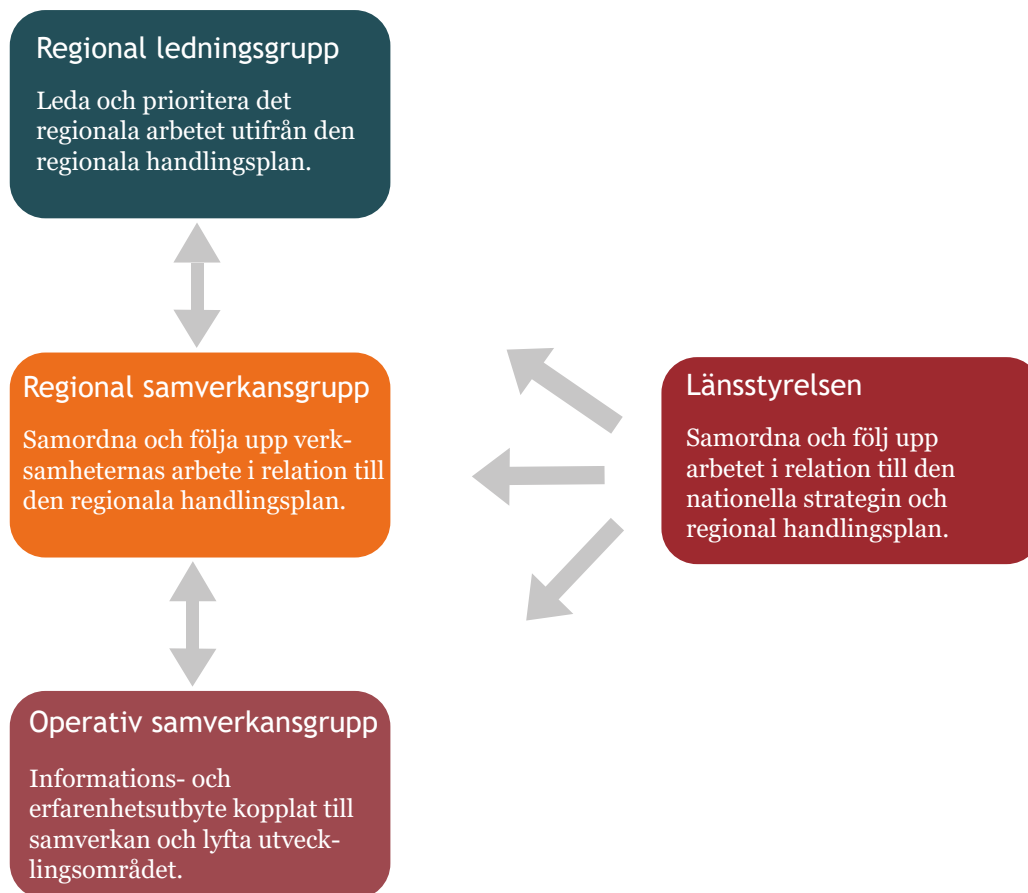 Regional ledningsgrupp
Leda och prioritera det
regionala arbetet utifrån den
regionala handlingsplan.
Regional samverkansgrupp
Samordna och följa upp verk-
samheternas arbete i relation till
den regionala handlingsplan.
Länsstyrelsen
Samordna och följ upp
arbetet i relation till den
nationella strategin och
regional handlingsplan.
Operativ samverkansgrupp
Informations- och
erfarenhetsutbyte kopplat till
samverkan och lyfta utveck-
lingsområdet.